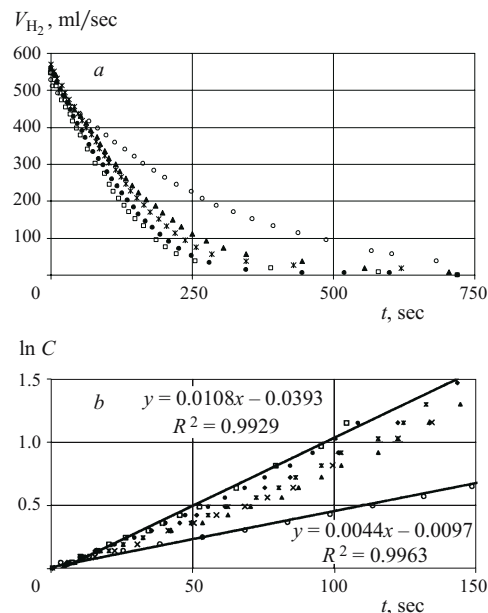 V_H₂, ml/sec
600
a
500
400
300
200
100
0
250
500
750
t, sec
ln C
1.5
b
y = 0.0108x – 0.0393
R² = 0.9929
1.0
0.5
y = 0.0044x – 0.0097
R² = 0.9963
0
50
100
150
t, sec